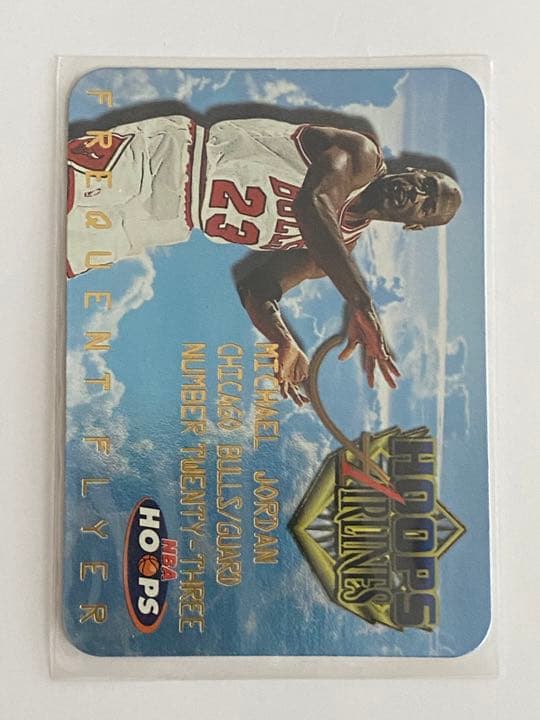 BULLS
23
HOOPS
AIRLINES
MICHAEL JORDAN
CHICAGO BULLS/GUARD
NUMBER TWENTY-THREE
NBA
HOOPS
FREQUENT FLYER